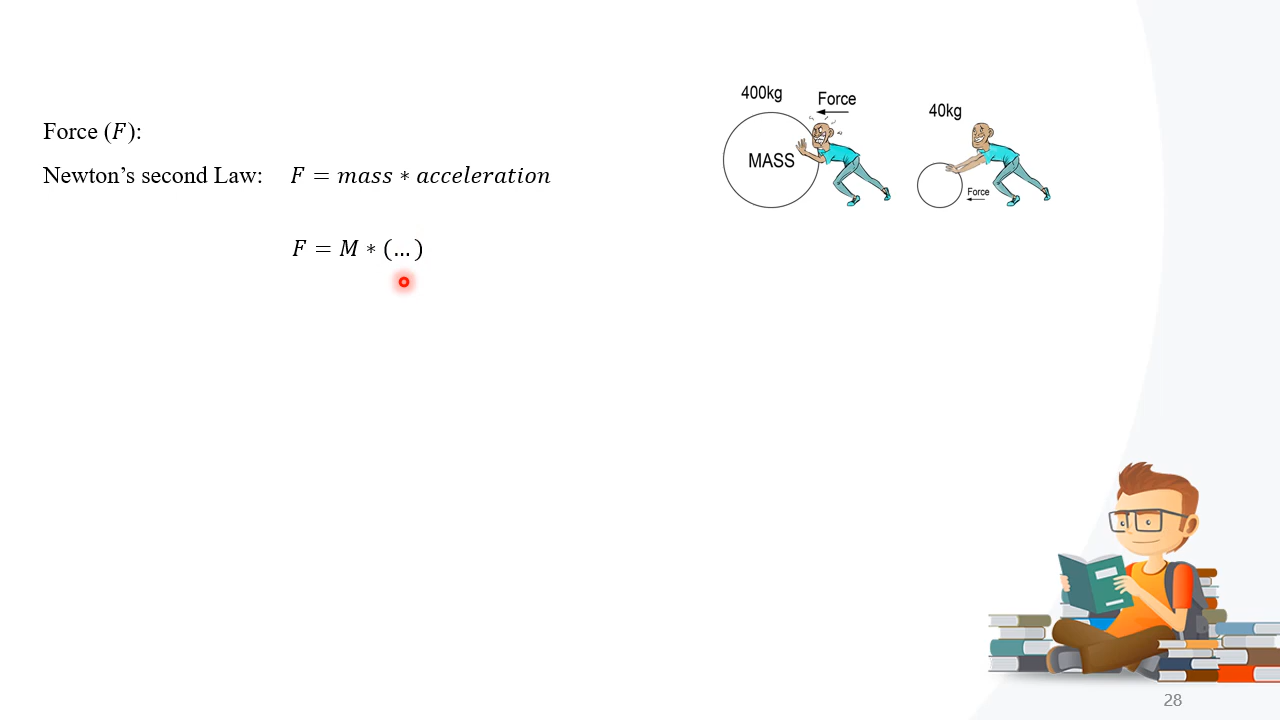 Force (F):
Newton’s second Law: F = mass ∗ acceleration
F = M ∗ (…)
400kg
Force
MASS
40kg
Force
28